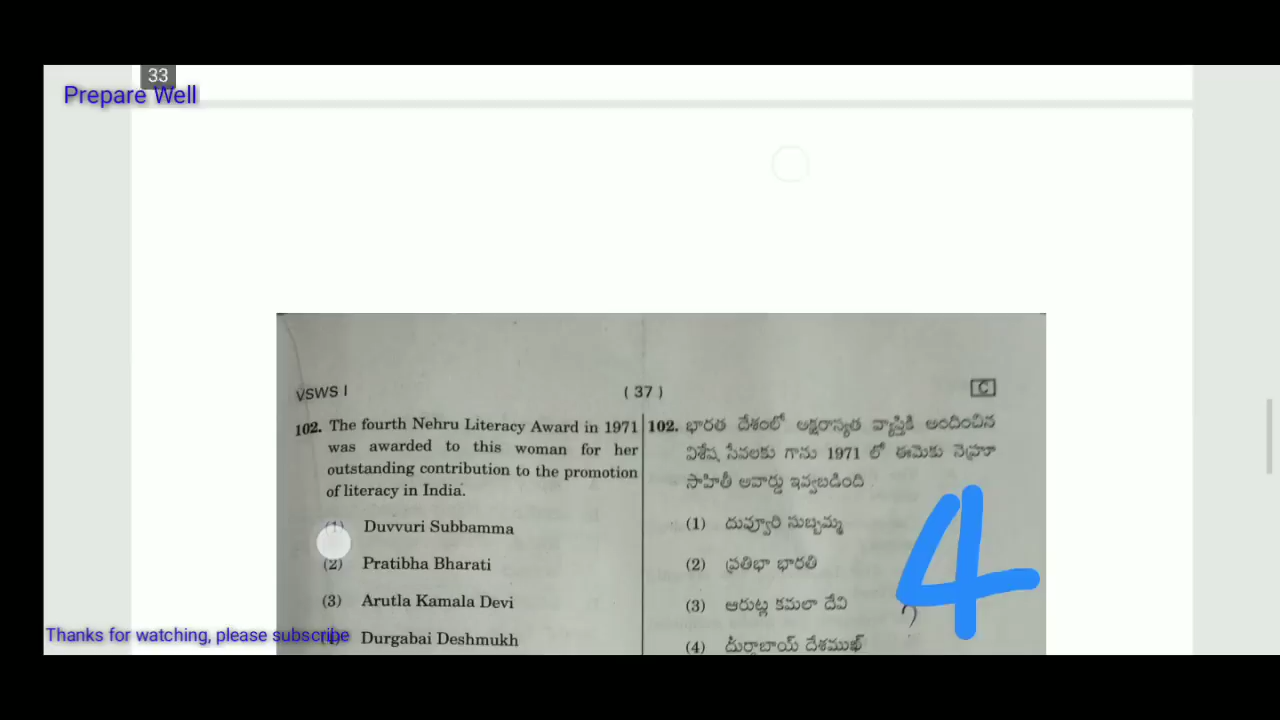 33
Prepare Well
VSWS I
( 37 )
C
102. The fourth Nehru Literacy Award in 1971
was awarded to this woman for her
outstanding contribution to the promotion
of literacy in India.
(1) Duvvuri Subbamma
(2) Pratibha Bharati
(3) Arutla Kamala Devi
Durgabai Deshmukh
102. భారత దేశంలో అక్షరాస్యత వ్యాప్తికి అందించిన
విశేష సేవలకు గాను 1971 లో ఈమెకు నెహ్రూ
సాహితీ అవార్డు ఇవ్వబడింది
(1) దువ్వూరి సుబ్బమ్మ
(2) ప్రతిభా భారతి
(3) ఆరుట్ల కమలా దేవి
(4) దుర్గాబాయ్ దేశముఖ్
4
Thanks for watching, please subscribe